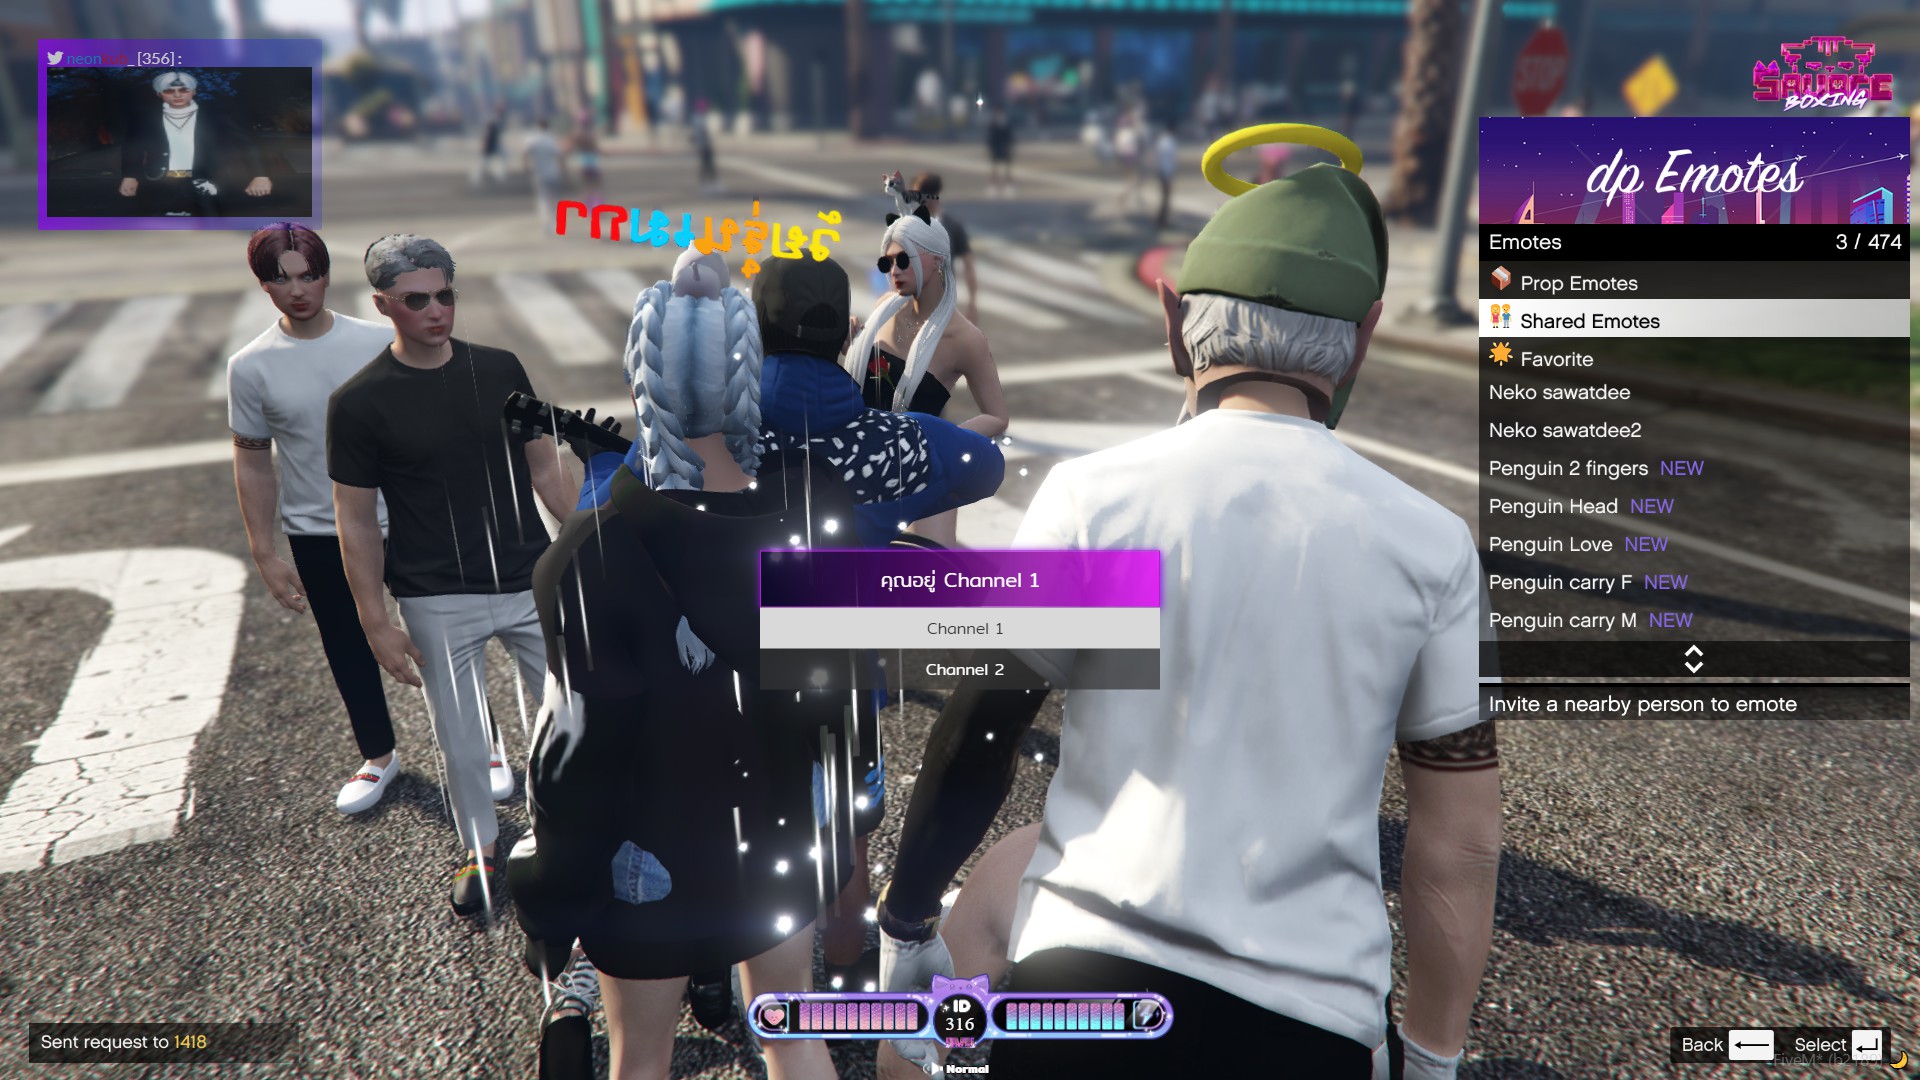 neonkub_ [356] :
SAVAGE
BOXING
dp Emotes
Emotes 3 / 474
Prop Emotes
Shared Emotes
Favorite
Neko sawatdee
Neko sawatdee2
Penguin 2 fingers NEW
Penguin Head NEW
Penguin Love NEW
Penguin carry F NEW
Penguin carry M NEW
Invite a nearby person to emote
STOP
คุณอยู่ Channel 1
Channel 1
Channel 2
ID
316
Normal
Sent request to 1418
Back Select
FiveM*